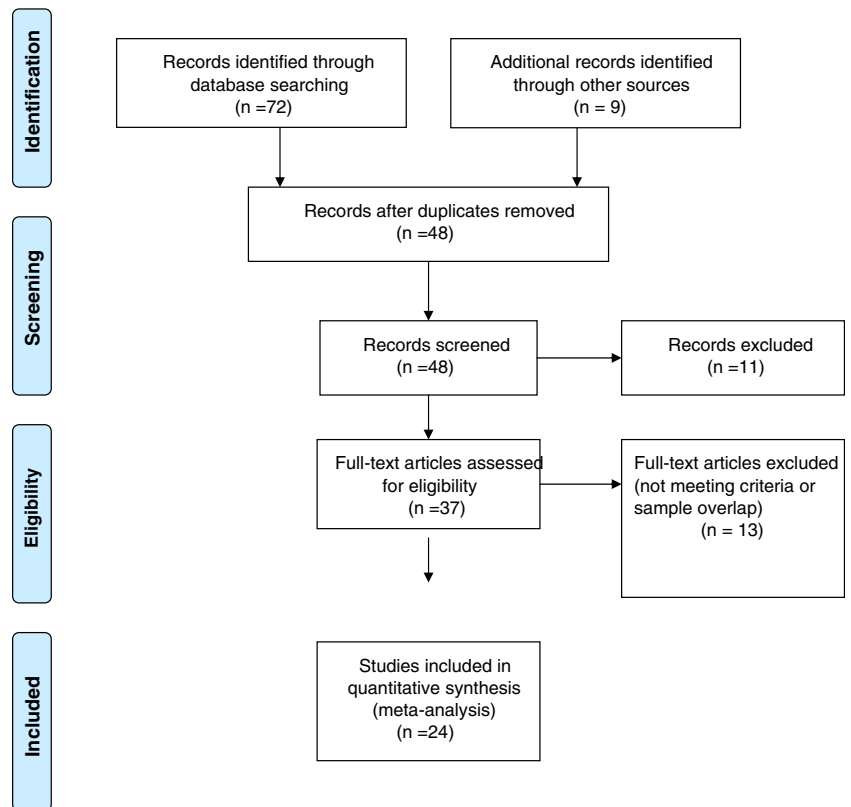 Identification
Records identified through
database searching
(n =72)
Additional records identified
through other sources
(n = 9)
Records after duplicates removed
(n =48)
Screening
Records screened
(n =48)
Records excluded
(n =11)
Eligibility
Full-text articles assessed
for eligibility
(n =37)
Full-text articles excluded
(not meeting criteria or
sample overlap)
(n = 13)
Included
Studies included in
quantitative synthesis
(meta-analysis)
(n =24)